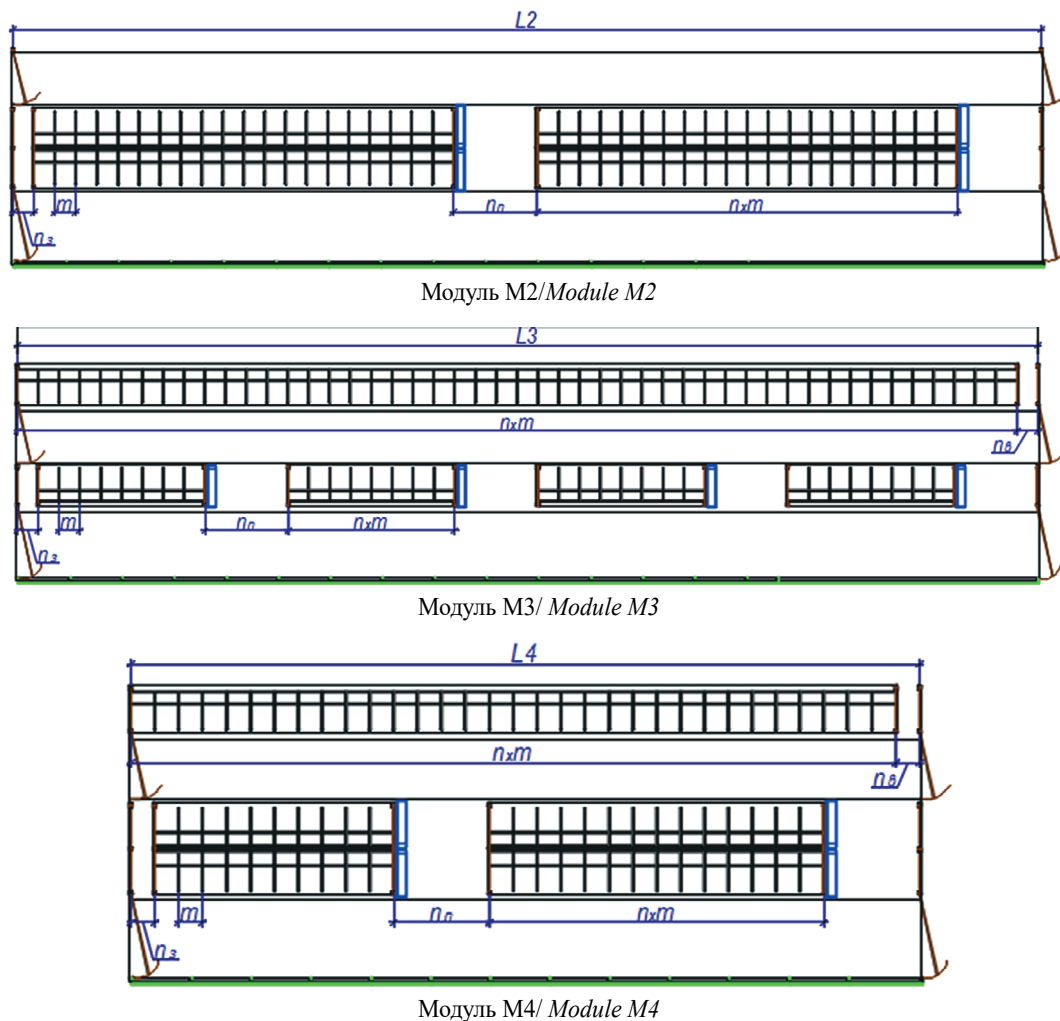 L2
m
nп
nхm
nз
Модуль М2/Module M2
L3
nхm
nв
m
nп
nхm
nз
Модуль М3/ Module M3
L4
nхm
nв
m
nп
nхm
nз
Модуль М4/ Module M4